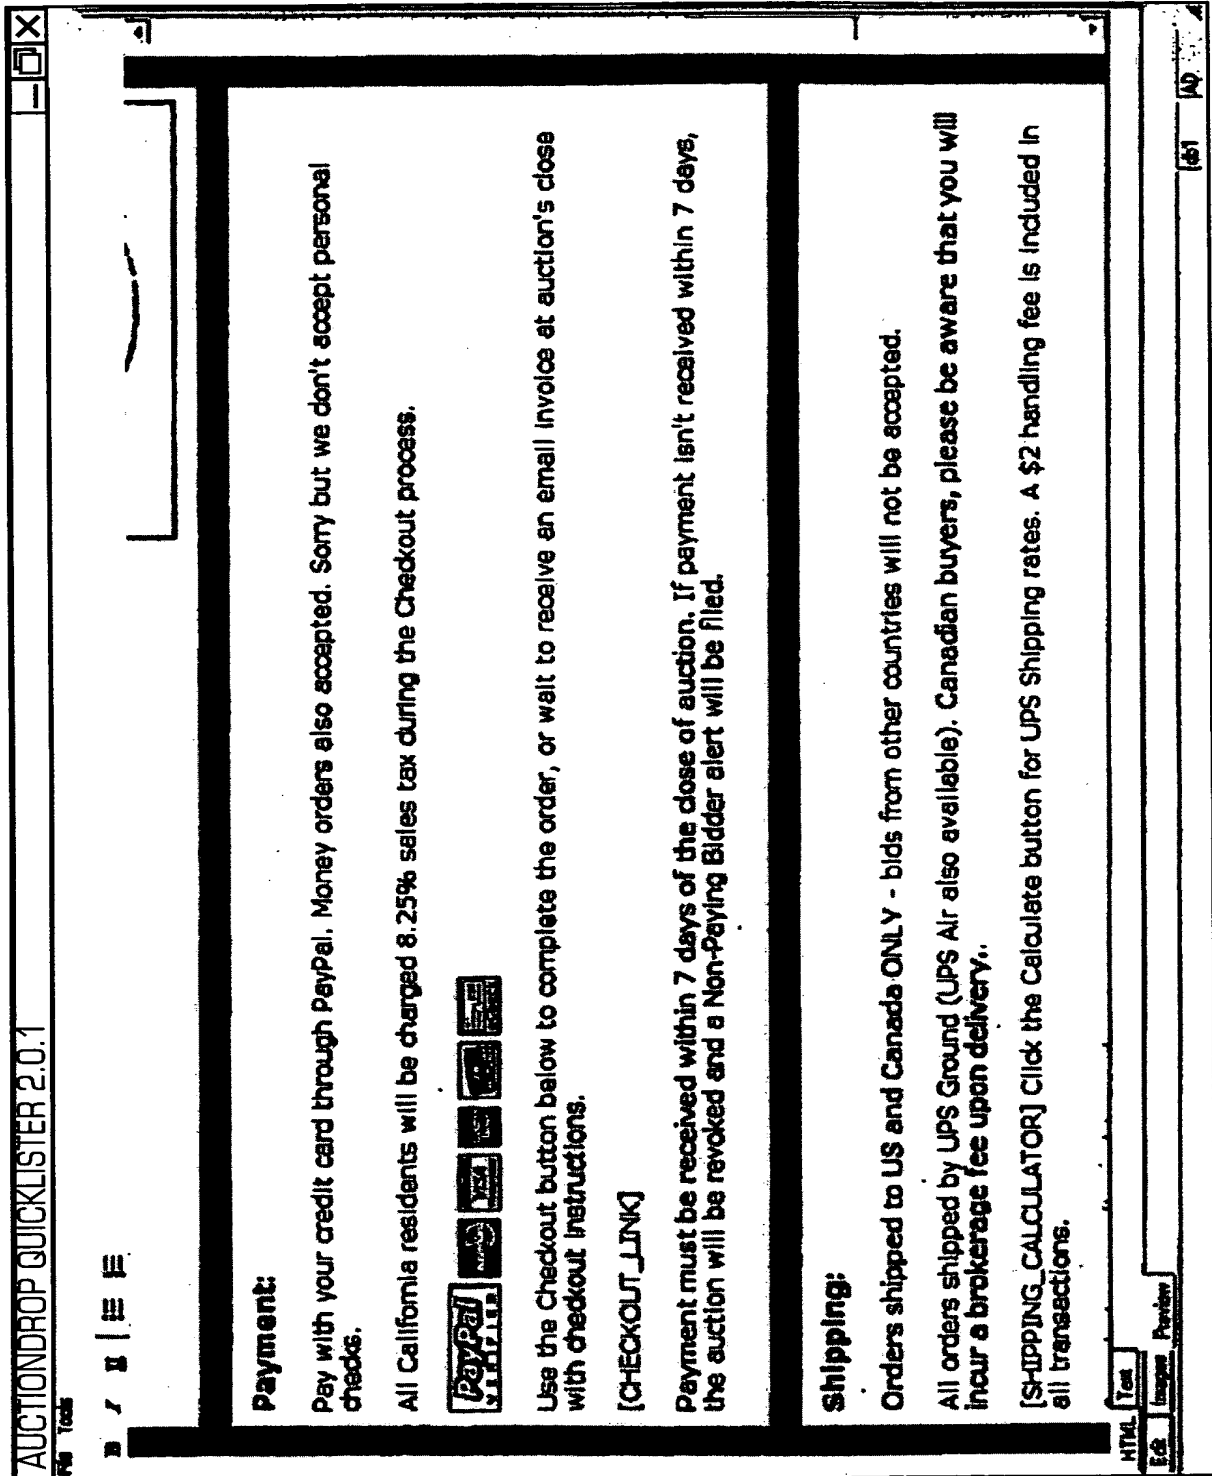 AUCTIONDROP QUICKLISTER 2.0.1
File Tools
B I U
Payment:
Pay with your credit card through PayPal. Money orders also accepted. Sorry but we don't accept personal
checks.
All California residents will be charged 8.25% sales tax during the Checkout process.
PayPal VISA
VERIFIED
Use the Checkout button below to complete the order, or wait to receive an email invoice at auction's close
with checkout instructions.
[CHECKOUT_LINK]
Payment must be received within 7 days of the close of auction. If payment isn't received within 7 days,
the auction will be revoked and a Non-Paying Bidder alert will be filed.
Shipping:
Orders shipped to US and Canada ONLY - bids from other countries will not be accepted.
All orders shipped by UPS Ground (UPS Air also available). Canadian buyers, please be aware that you will
incur a brokerage fee upon delivery..
[SHIPPING_CALCULATOR] Click the Calculate button for UPS Shipping rates. A $2 handling fee is included in
all transactions.
HTML Text
Edit Images Preview
db1 AD